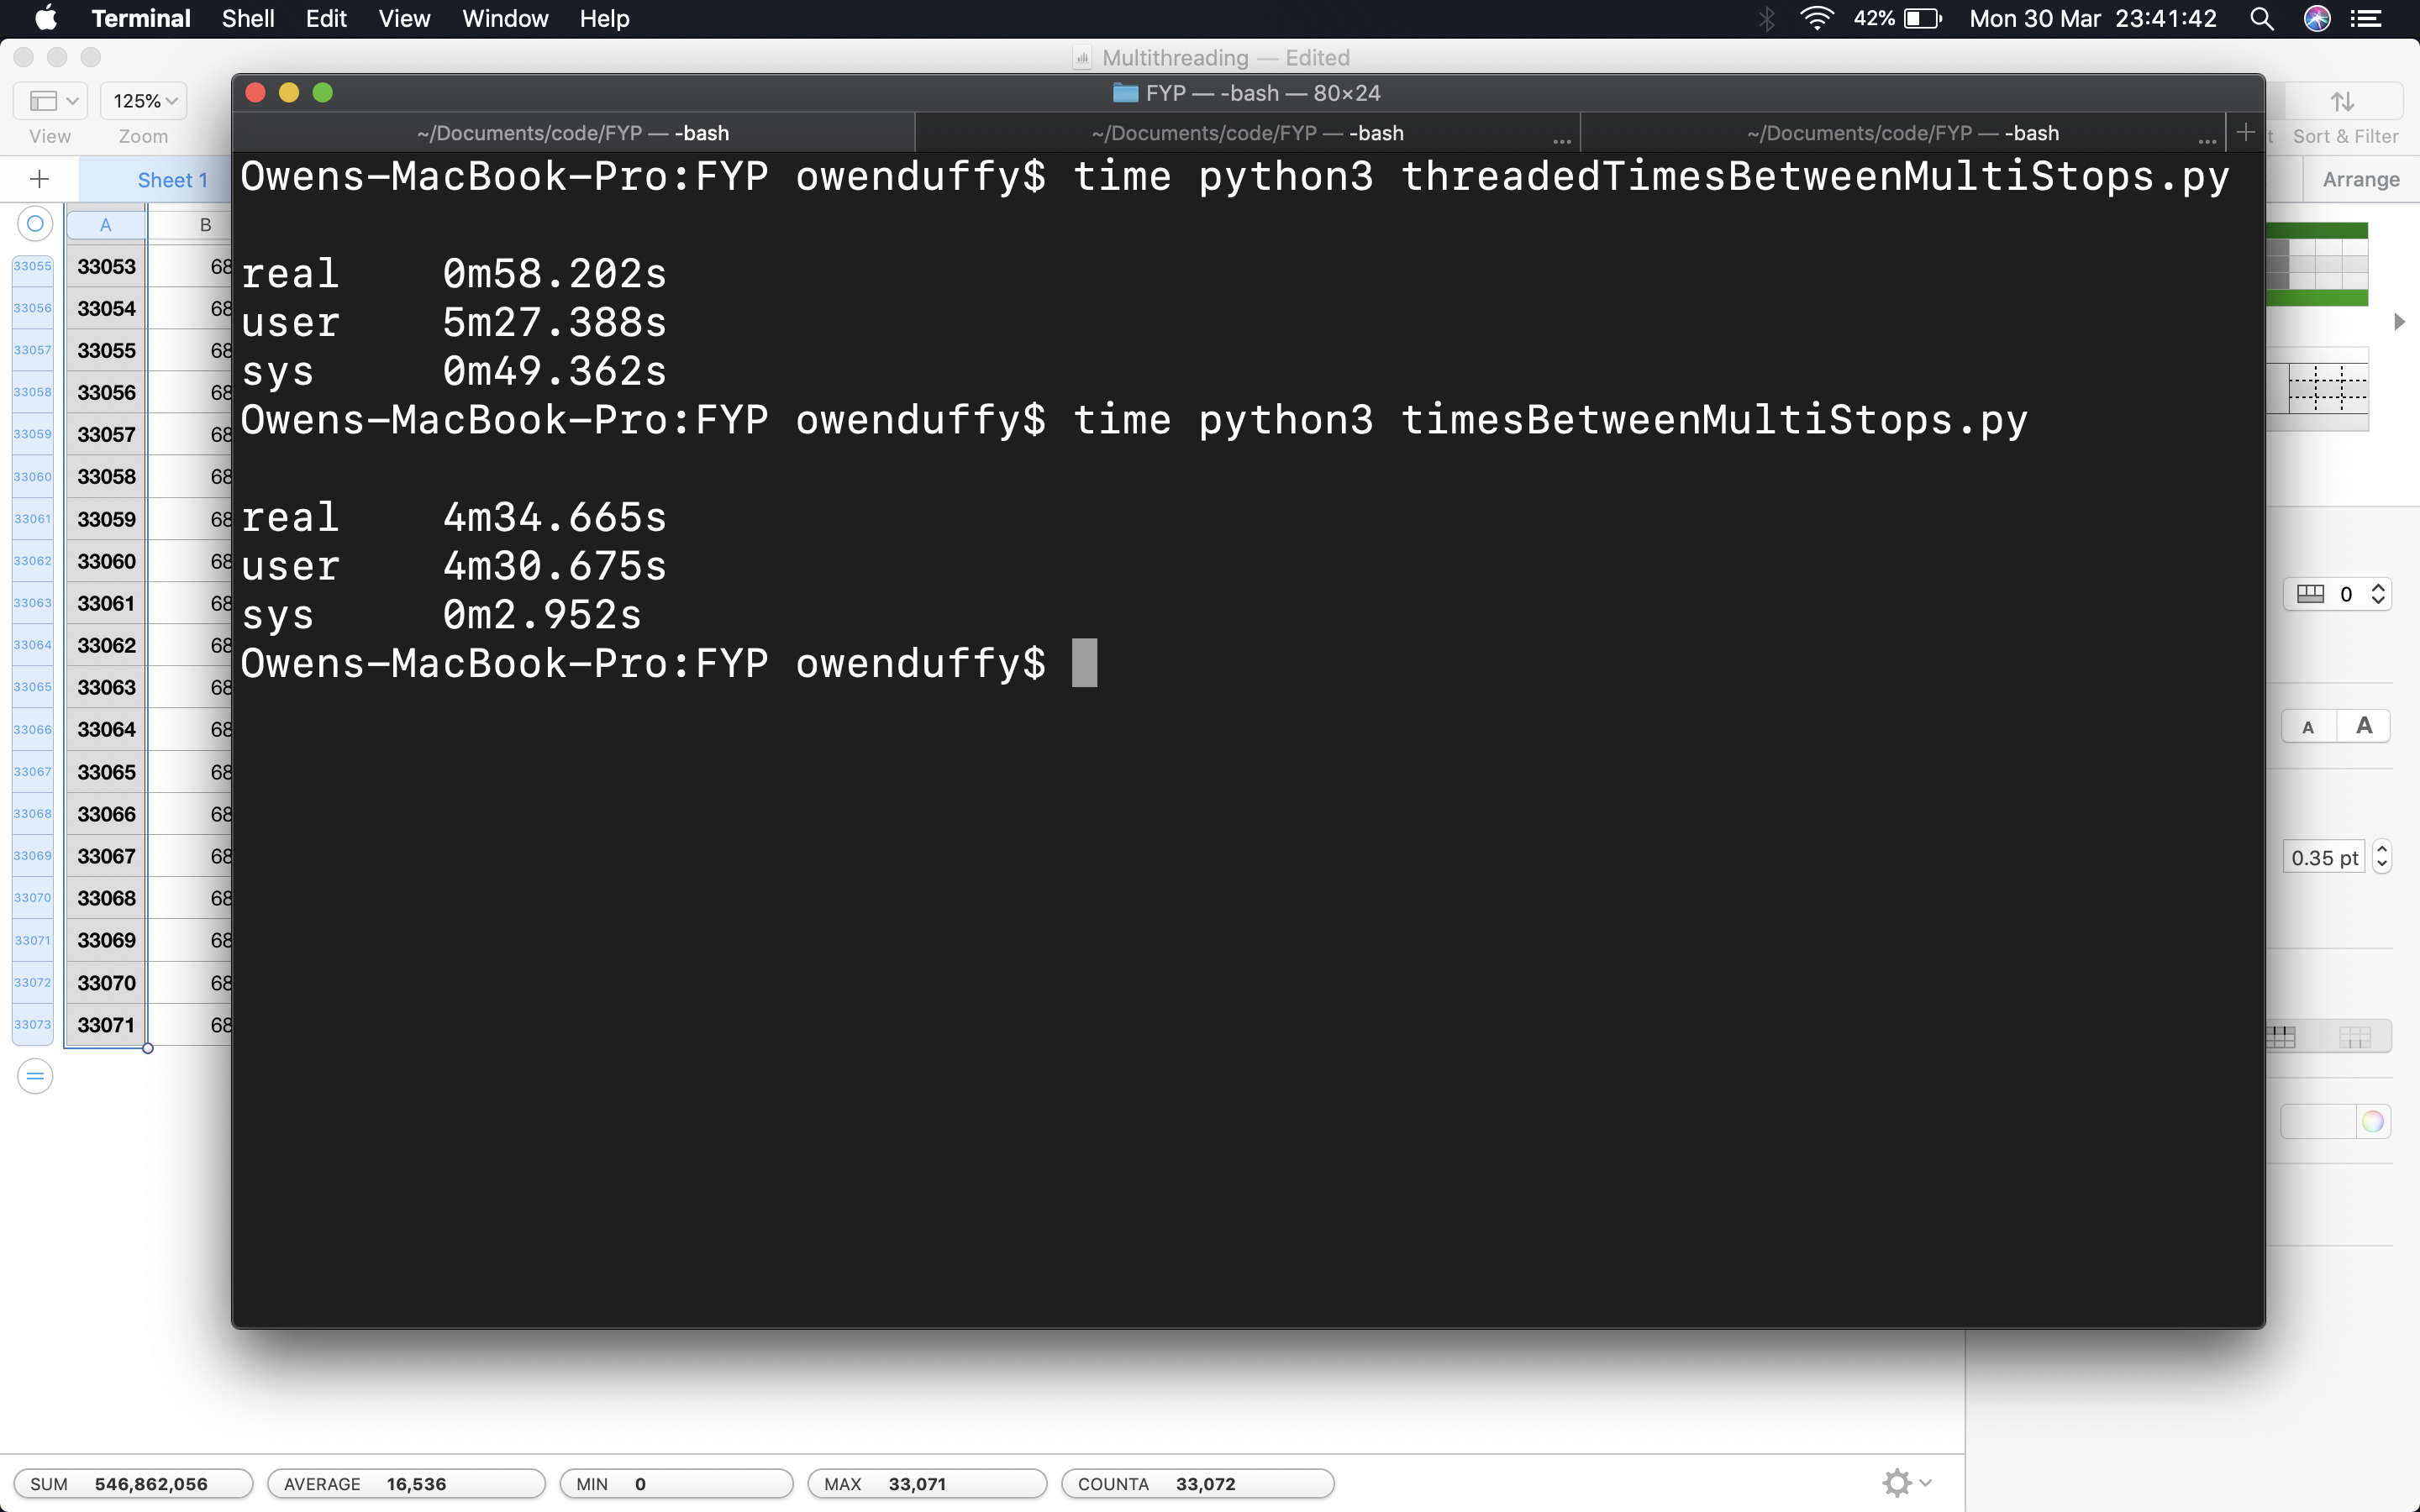 Terminal Shell Edit View Window Help 42% Mon 30 Mar 23:41:42
Multithreading — Edited
125%
View Zoom Sort & Filter
FYP — -bash — 80×24
~/Documents/code/FYP — -bash ~/Documents/code/FYP — -bash ... ~/Documents/code/FYP — -bash ... +
+ Sheet 1 Arrange
A B
Owens-MacBook-Pro:FYP owenduffy$ time python3 threadedTimesBetweenMultiStops.py
real 0m58.202s
user 5m27.388s
sys 0m49.362s
Owens-MacBook-Pro:FYP owenduffy$ time python3 timesBetweenMultiStops.py
real 4m34.665s
user 4m30.675s
sys 0m2.952s
Owens-MacBook-Pro:FYP owenduffy$
33055 33053 68
33056 33054 68
33057 33055 68
33058 33056 68
33059 33057 68
33060 33058 68
33061 33059 68
33062 33060 68
33063 33061 68
33064 33062 68
33065 33063 68
33066 33064 68
33067 33065 68
33068 33066 68
33069 33067 68
33070 33068 68
33071 33069 68
33072 33070 68
33073 33071 68
0
A A
0.35 pt
SUM 546,862,056 AVERAGE 16,536 MIN 0 MAX 33,071 COUNTA 33,072